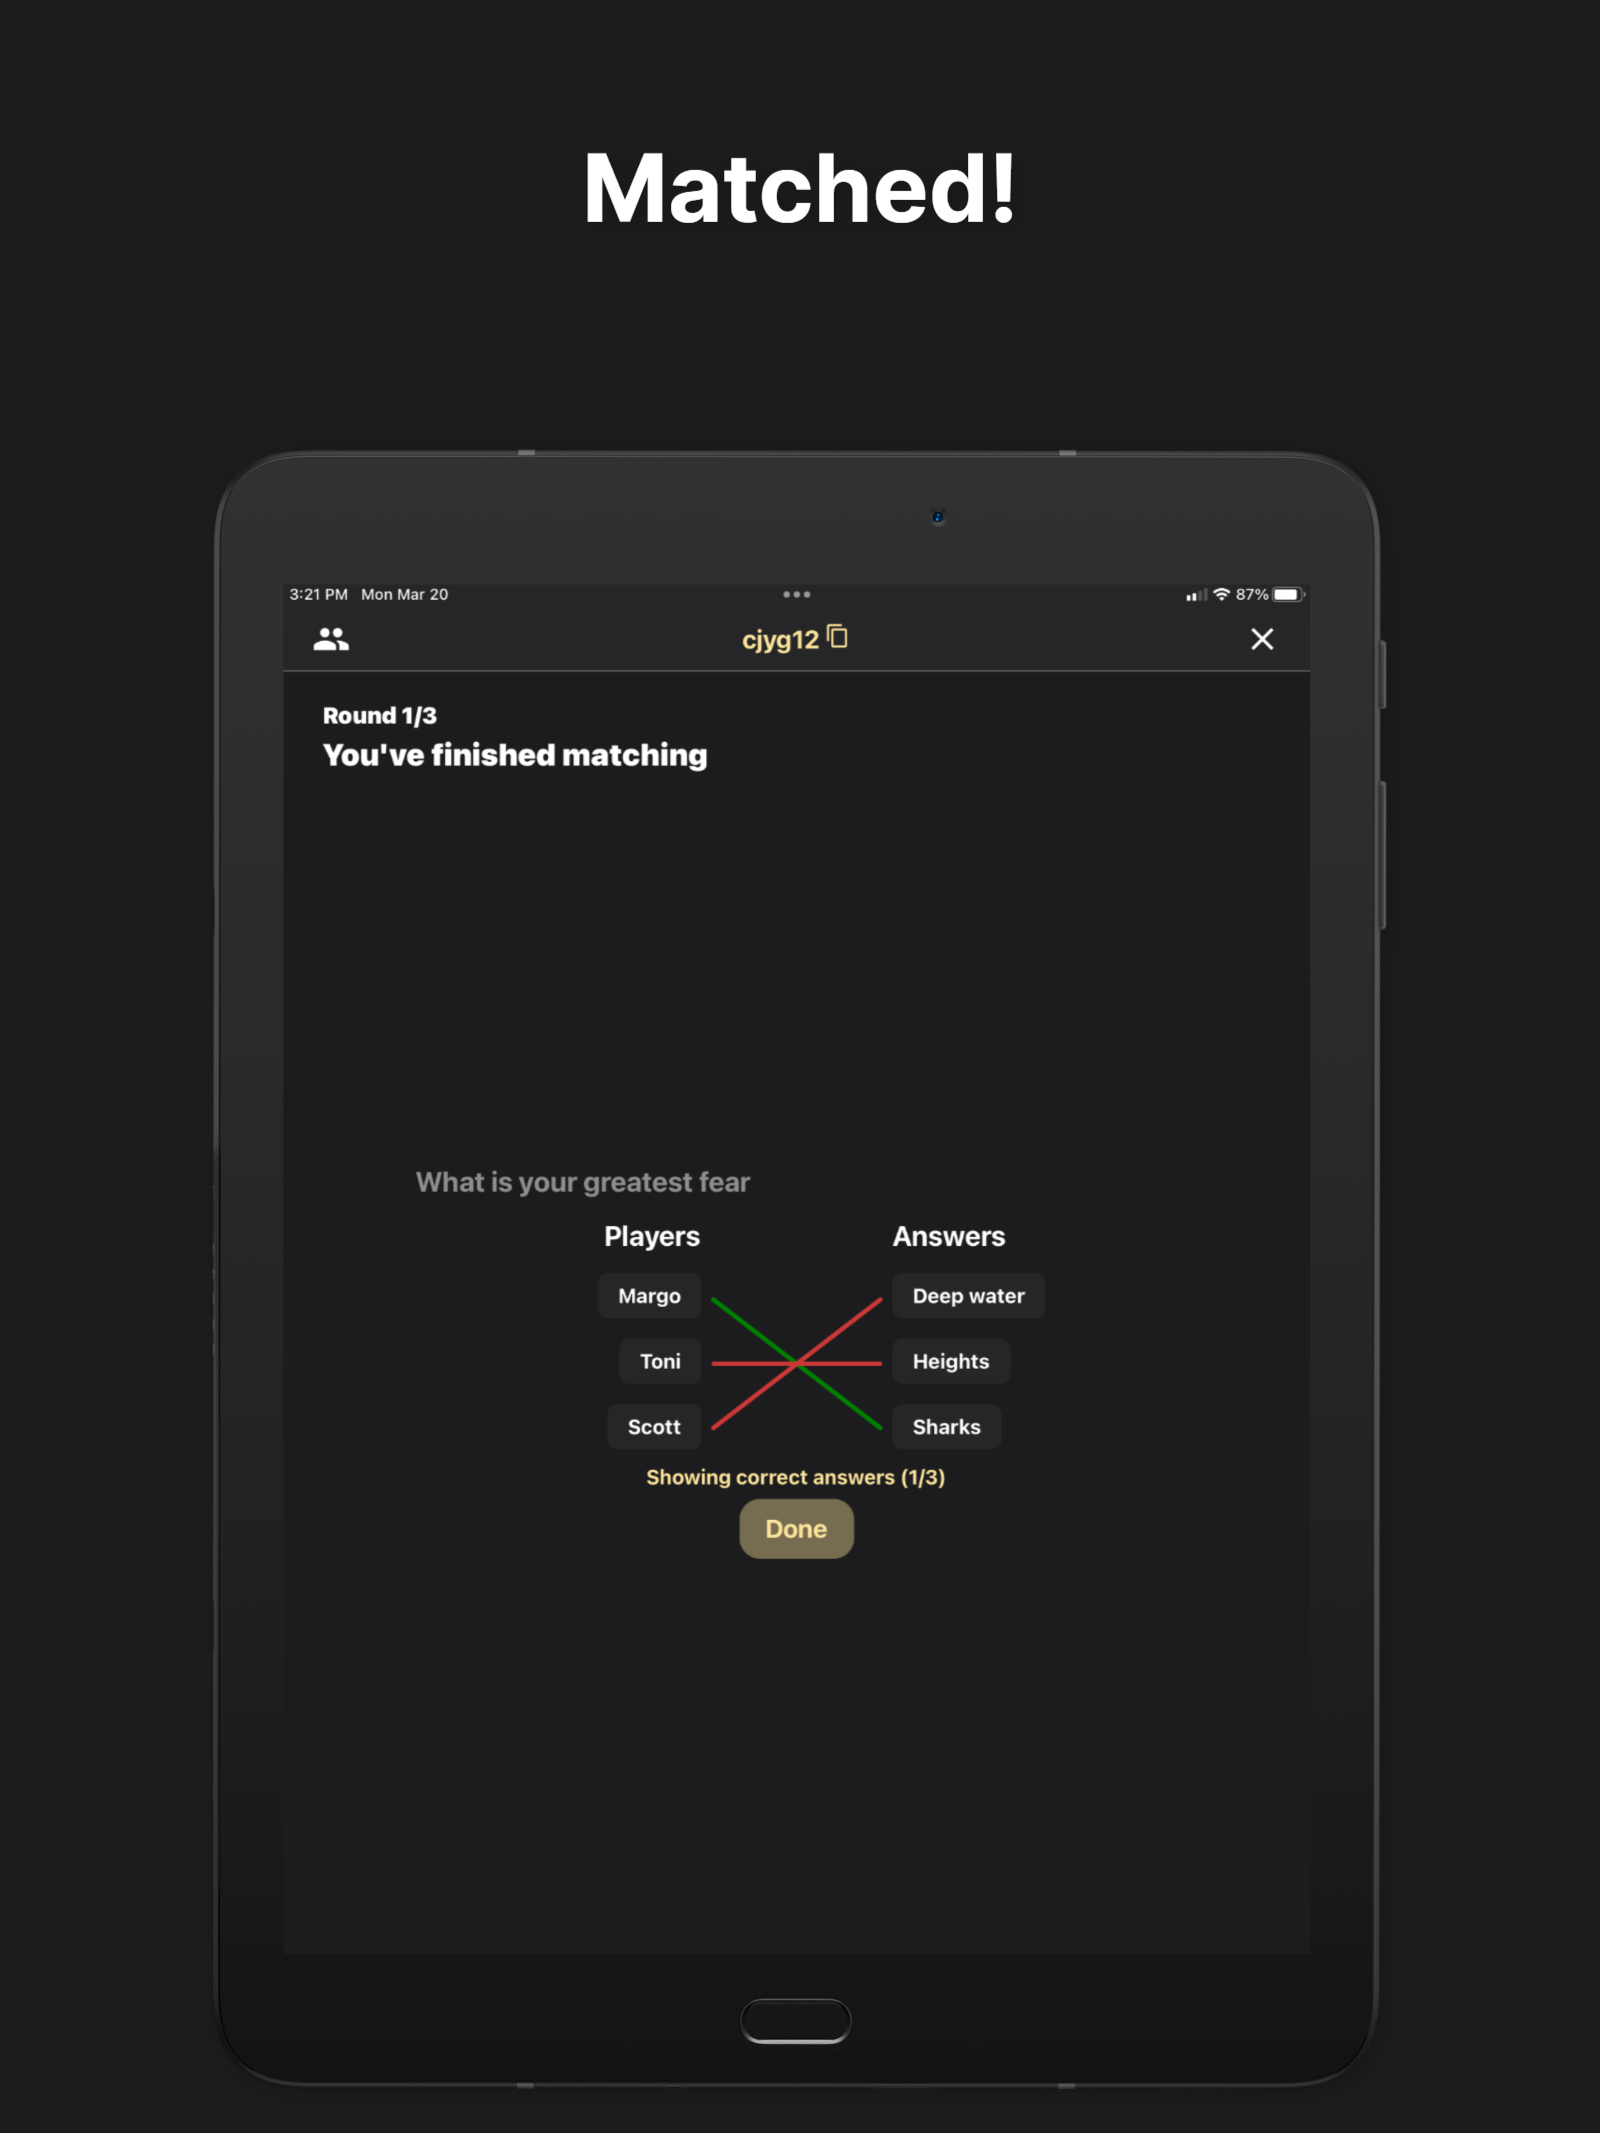 Matched!
3:21 PM Mon Mar 20
87%
cjyg12
Round 1/3
You've finished matching
What is your greatest fear
Players Answers
Margo Deep water
Toni Heights
Scott Sharks
Showing correct answers (1/3)
Done